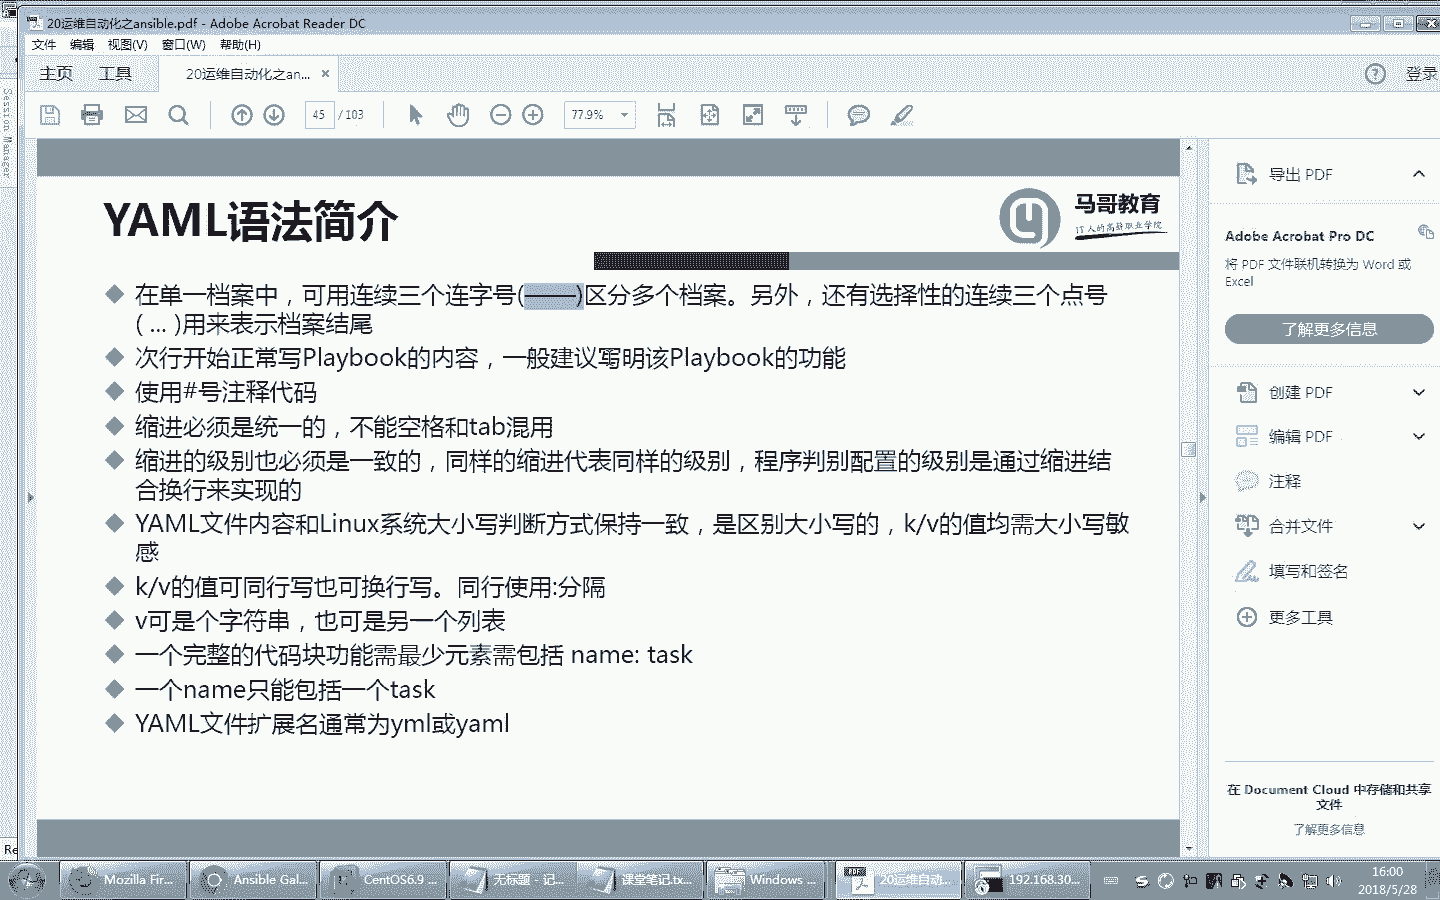 20运维自动化之ansible.pdf - Adobe Acrobat Reader DC
文件 编辑 视图(V) 窗口(W) 帮助(H)
主页 工具 20运维自动化之an... × 登录
45 / 103 77.9%
Session Manager
YAML语法简介
马哥教育
IT人的高薪职业学院
在单一档案中，可用连续三个连字号(———)区分多个档案。另外，还有选择性的连续三个点号
( ... )用来表示档案结尾
次行开始正常写Playbook的内容，一般建议写明该Playbook的功能
使用#号注释代码
缩进必须是统一的，不能空格和tab混用
缩进的级别也必须是一致的，同样的缩进代表同样的级别，程序判别配置的级别是通过缩进结
合换行来实现的
YAML文件内容和Linux系统大小写判断方式保持一致，是区别大小写的，k/v的值均需大小写敏
感
k/v的值可同行写也可换行写。同行使用:分隔
v可是个字符串，也可是另一个列表
一个完整的代码块功能需最少元素需包括 name: task
一个name只能包括一个task
YAML文件扩展名通常为yml或yaml
导出 PDF
Adobe Acrobat Pro DC
将 PDF 文件联机转换为 Word 或
Excel
了解更多信息
创建 PDF
编辑 PDF
注释
合并文件
填写和签名
更多工具
在 Document Cloud 中存储和共享
文件
了解更多信息
Re
Mozilla Fir... Ansible Gal... CentOS6.9 ... 无标题 - 记... 课堂笔记.tx... Windows ... 20运维自动... 192.168.30...
16:00
2018/5/28